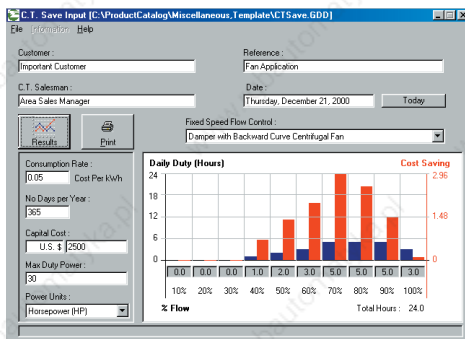 C.T. Save Input [C:\ProductCatalog\Miscellaneous,Template\CTSave.GDD]
File Information Help
Customer :
Reference :
Important Customer
Fan Application
C.T. Salesman :
Date :
Area Sales Manager
Thursday, December 21, 2000
Today
Fixed Speed Flow Control :
Damper with Backward Curve Centrifugal Fan
Results
Print
Consumption Rate :
0.05 Cost Per kWh
No Days per Year :
365
Capital Cost :
U.S. $ 2500
Max Duty Power :
30
Power Units :
Horsepower (HP)
Daily Duty (Hours)
Cost Saving
24
2.96
18
12
1.48
6
0
0
0.0 0.0 0.0 1.0 2.0 3.0 5.0 5.0 5.0 3.0
10% 20% 30% 40% 50% 60% 70% 80% 90% 100%
% Flow
Total Hours : 24.0